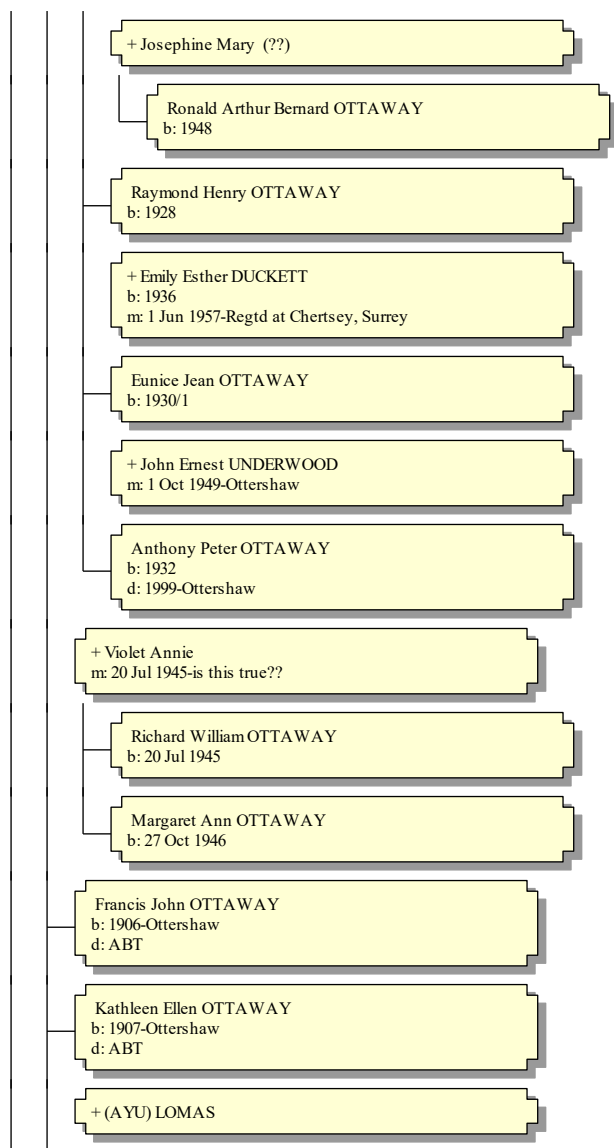 + Josephine Mary (??)
Ronald Arthur Bernard OTTAWAY
b: 1948
Raymond Henry OTTAWAY
b: 1928
+ Emily Esther DUCKETT
b: 1936
m: 1 Jun 1957-Regtd at Chertsey, Surrey
Eunice Jean OTTAWAY
b: 1930/1
+ John Ernest UNDERWOOD
m: 1 Oct 1949-Ottershaw
Anthony Peter OTTAWAY
b: 1932
d: 1999-Ottershaw
+ Violet Annie
m: 20 Jul 1945-is this true??
Richard William OTTAWAY
b: 20 Jul 1945
Margaret Ann OTTAWAY
b: 27 Oct 1946
Francis John OTTAWAY
b: 1906-Ottershaw
d: ABT
Kathleen Ellen OTTAWAY
b: 1907-Ottershaw
d: ABT
+ (AYU) LOMAS